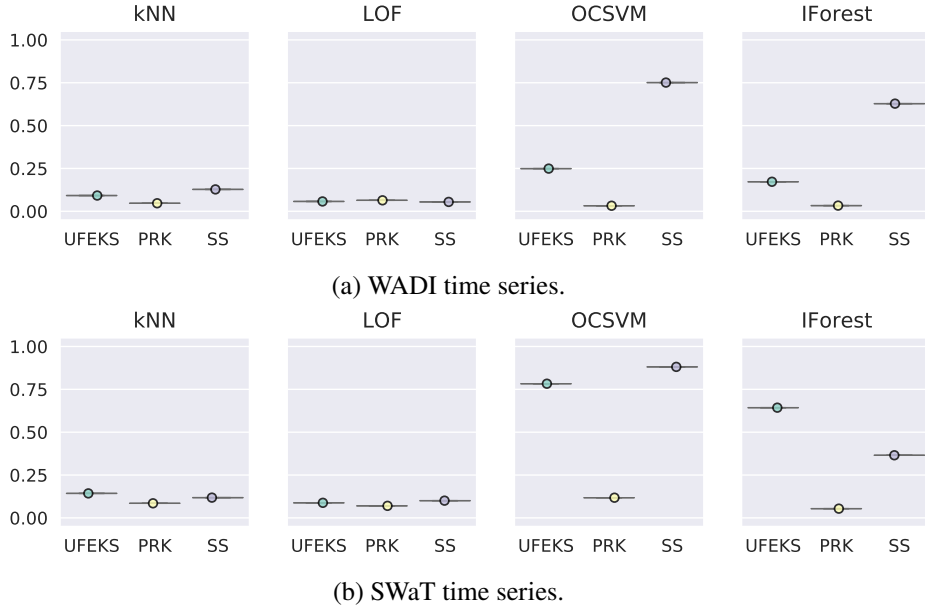 kNN LOF OCSVM IForest
1.00
0.75
0.50
0.25
0.00
UFEKS PRK SS UFEKS PRK SS UFEKS PRK SS UFEKS PRK SS
(a) WADI time series.
kNN LOF OCSVM IForest
1.00
0.75
0.50
0.25
0.00
UFEKS PRK SS UFEKS PRK SS UFEKS PRK SS UFEKS PRK SS
(b) SWaT time series.